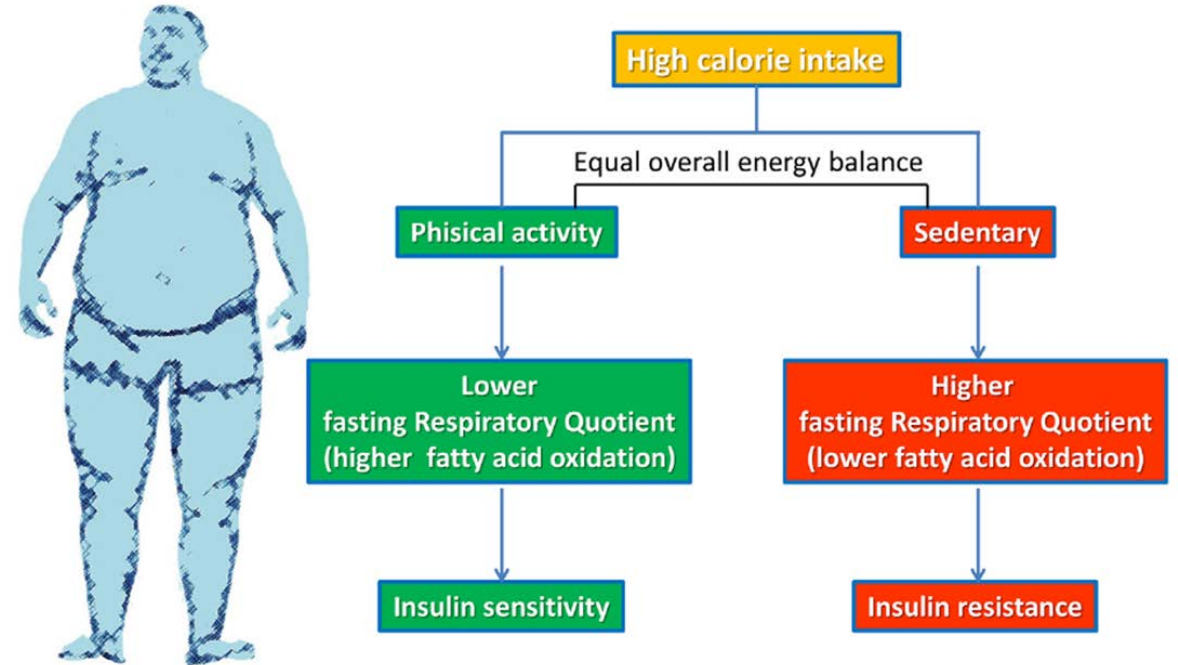 High calorie intake
Equal overall energy balance
Phisical activity
Sedentary
Lower
fasting Respiratory Quotient
(higher fatty acid oxidation)
Higher
fasting Respiratory Quotient
(lower fatty acid oxidation)
Insulin sensitivity
Insulin resistance